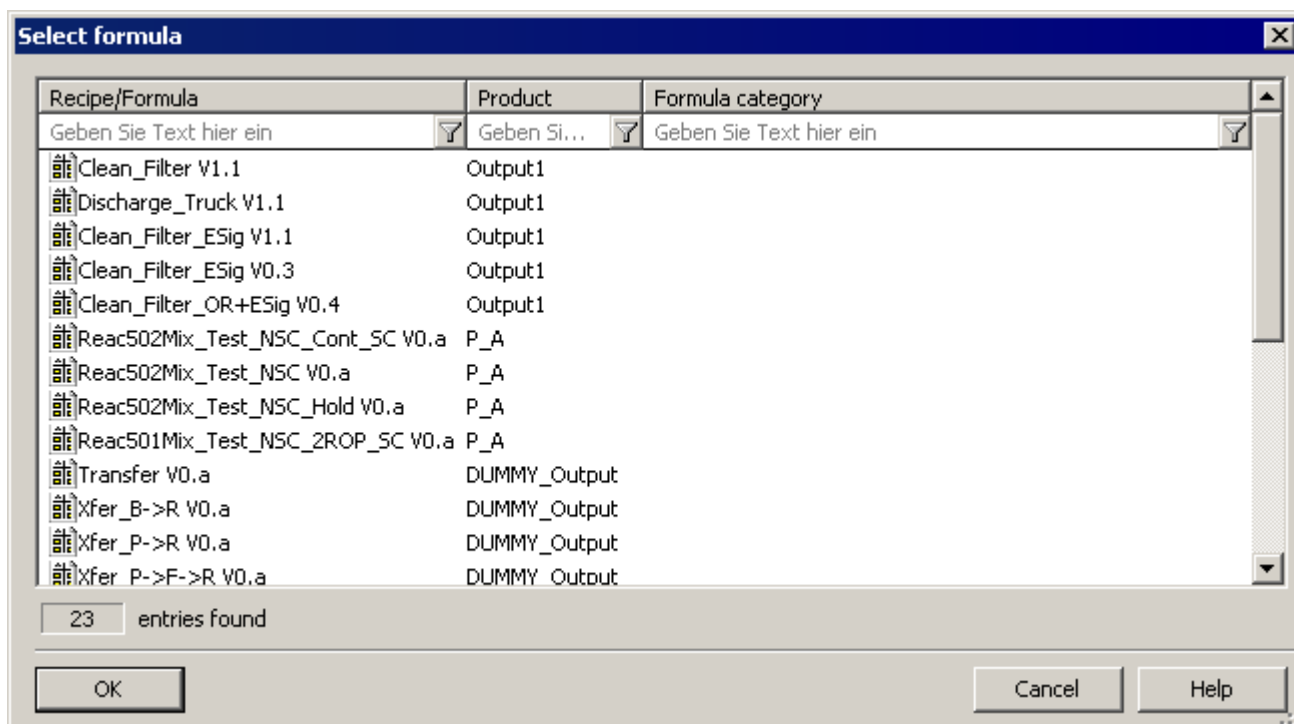 Select formula
Recipe/Formula Product Formula category
Geben Sie Text hier ein Geben Si... Geben Sie Text hier ein
Clean_Filter V1.1 Output1
Discharge_Truck V1.1 Output1
Clean_Filter_ESig V1.1 Output1
Clean_Filter_ESig V0.3 Output1
Clean_Filter_OR+ESig V0.4 Output1
Reac502Mix_Test_NSC_Cont_SC V0.a P_A
Reac502Mix_Test_NSC V0.a P_A
Reac502Mix_Test_NSC_Hold V0.a P_A
Reac501Mix_Test_NSC_2ROP_SC V0.a P_A
Transfer V0.a DUMMY_Output
Xfer_B->R V0.a DUMMY_Output
Xfer_P->R V0.a DUMMY_Output
Xfer_P->F->R V0.a DUMMY_Output
23 entries found
OK Cancel Help